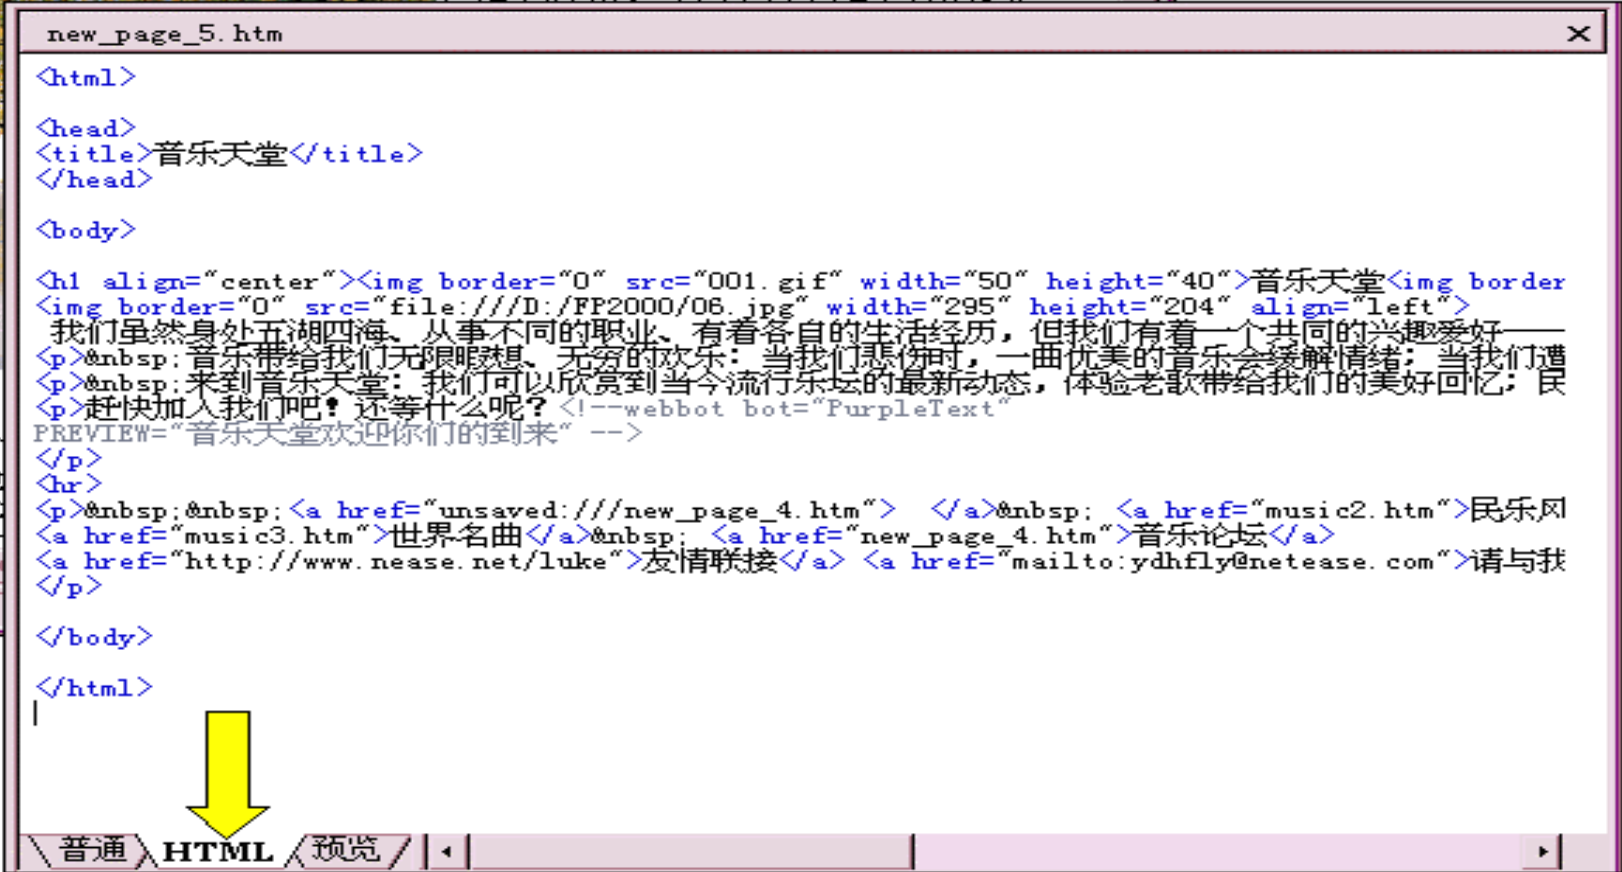 new_page_5.htm
<html>
<head>
<title>音乐天堂</title>
</head>
<body>
<h1 align="center"><img border="0" src="001.gif" width="50" height="40">音乐天堂<img border
<img border="0" src="file:///D:/FP2000/06.jpg" width="295" height="204" align="left">
我们虽然身处五湖四海、从事不同的职业、有着各自的生活经历，但我们有着一个共同的兴趣爱好——
<p>&nbsp;音乐带给我们无限暇想、无穷的欢乐：当我们悲伤时，一曲优美的音乐会缓解情绪；当我们遭
<p>&nbsp;来到音乐天堂：我们可以欣赏到当今流行乐坛的最新动态，体验老歌带给我们的美好回忆；民
<p>赶快加入我们吧！还等什么呢？<!--webbot bot="PurpleText"
PREVIEW="音乐天堂欢迎你们的到来" -->
</p>
<hr>
<p>&nbsp;&nbsp;<a href="unsaved:///new_page_4.htm">  </a>&nbsp; <a href="music2.htm">民乐风
<a href="music3.htm">世界名曲</a>&nbsp; <a href="new_page_4.htm">音乐论坛</a>
<a href="http://www.nease.net/luke">友情联接</a> <a href="mailto:ydhfly@netease.com">请与我
</p>
</body>
</html>
普通 HTML 预览